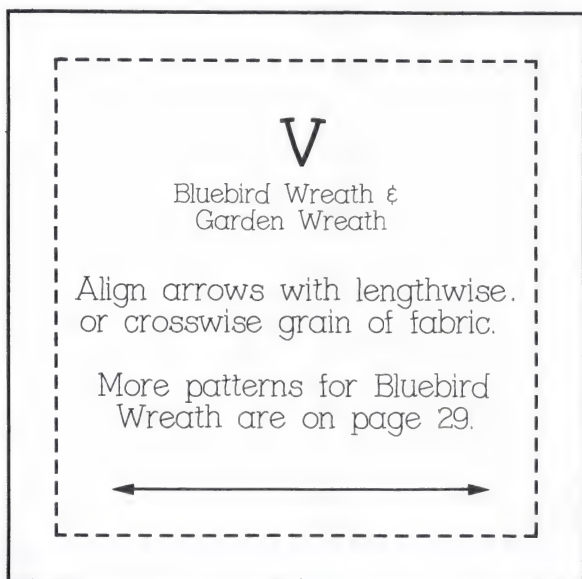 V
Bluebird Wreath &
Garden Wreath
Align arrows with lengthwise.
or crosswise grain of fabric.
More patterns for Bluebird
Wreath are on page 29.